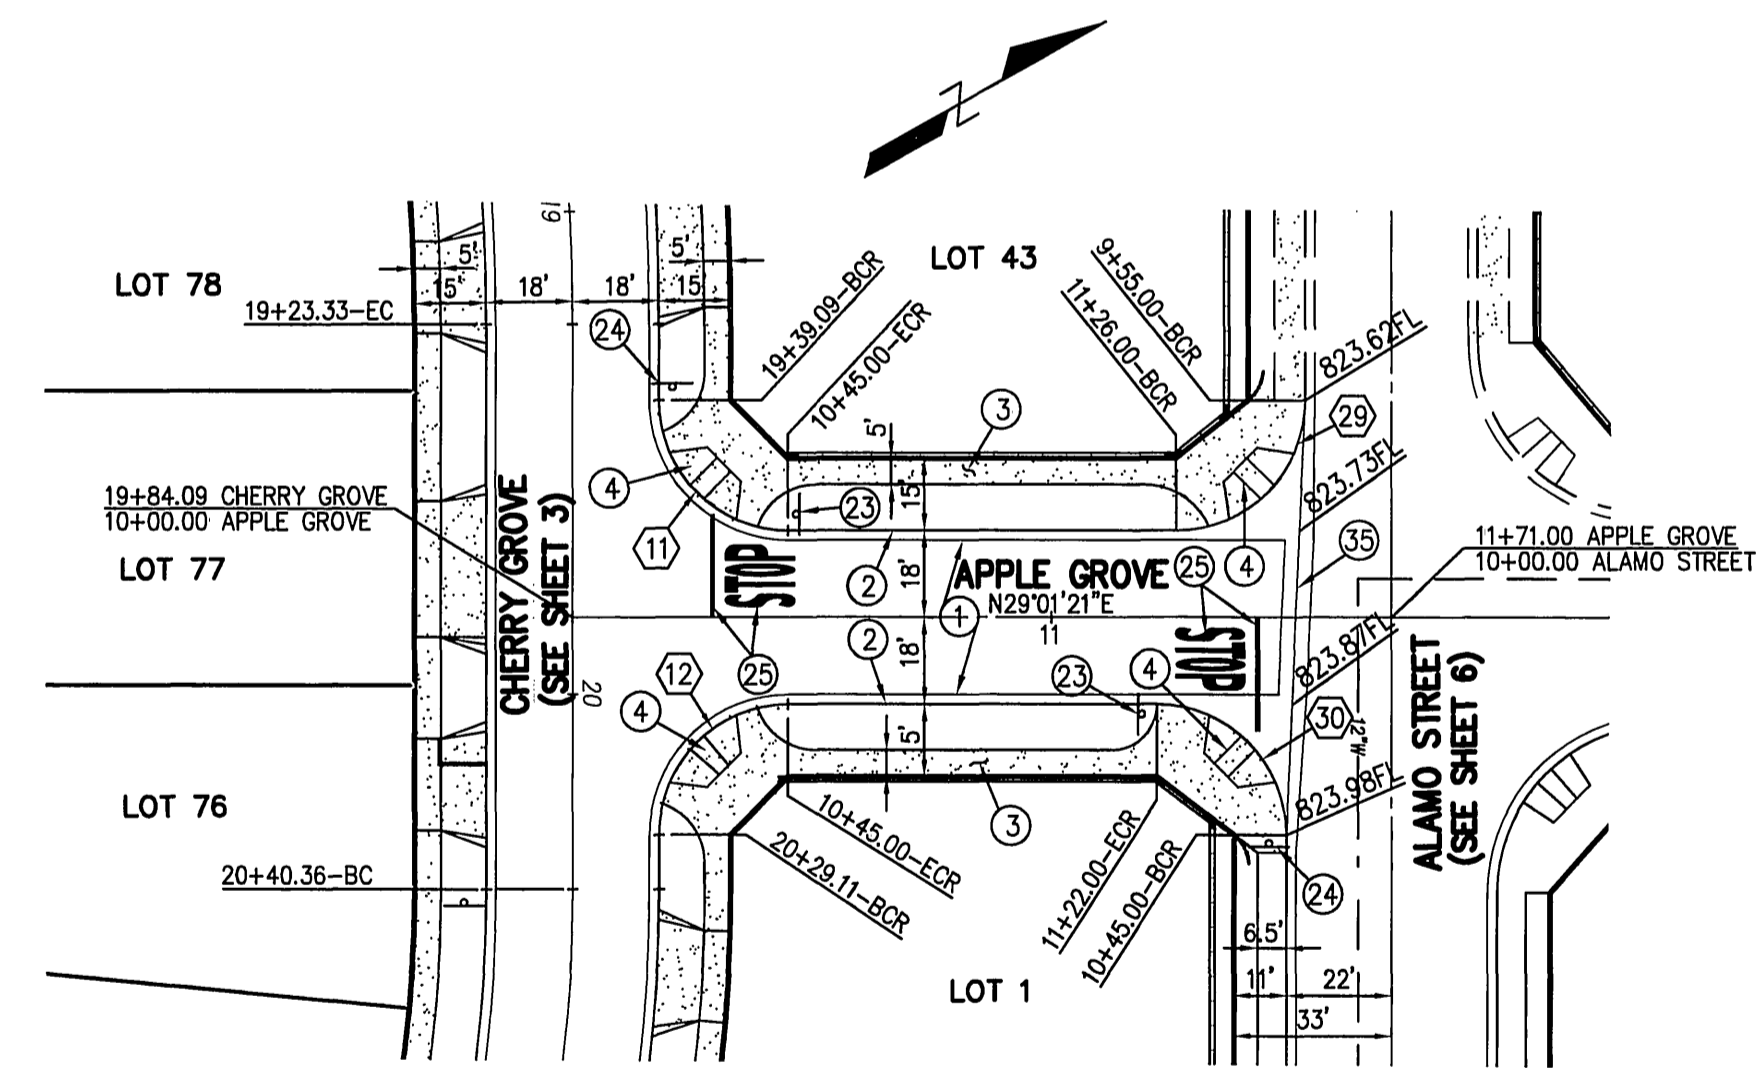 Z
19
5'
5'
15'
18'
18'
15
LOT 78
19+23.33-EC
24
LOT 43
19+39.09-BCR
10+45.00-ECR
9+55.00-BCR
11+26.00-BCR
823.62FL
3
29
5'
4
823.73FL
19+84.09 CHERRY GROVE
10+00.00 APPLE GROVE
CHERRY GROVE
(SEE SHEET 3)
15'
23
11
35
11+71.00 APPLE GROVE
10+00.00 ALAMO STREET
LOT 77
STOP
2
18'
APPLE GROVE
25
4
N29°01'21"E
1
11
2
18'
STOP
823.87FL
ALAMO STREET
(SEE SHEET 6)
12
25
23
4
20
4
30
12"W
5'
LOT 76
823.98FL
3
10+45.00-ECR
20+29.11-BCR
11+22.00-ECR
10+45.00-BCR
20+40.36-BC
24
6.5'
11'
22'
LOT 1
33'